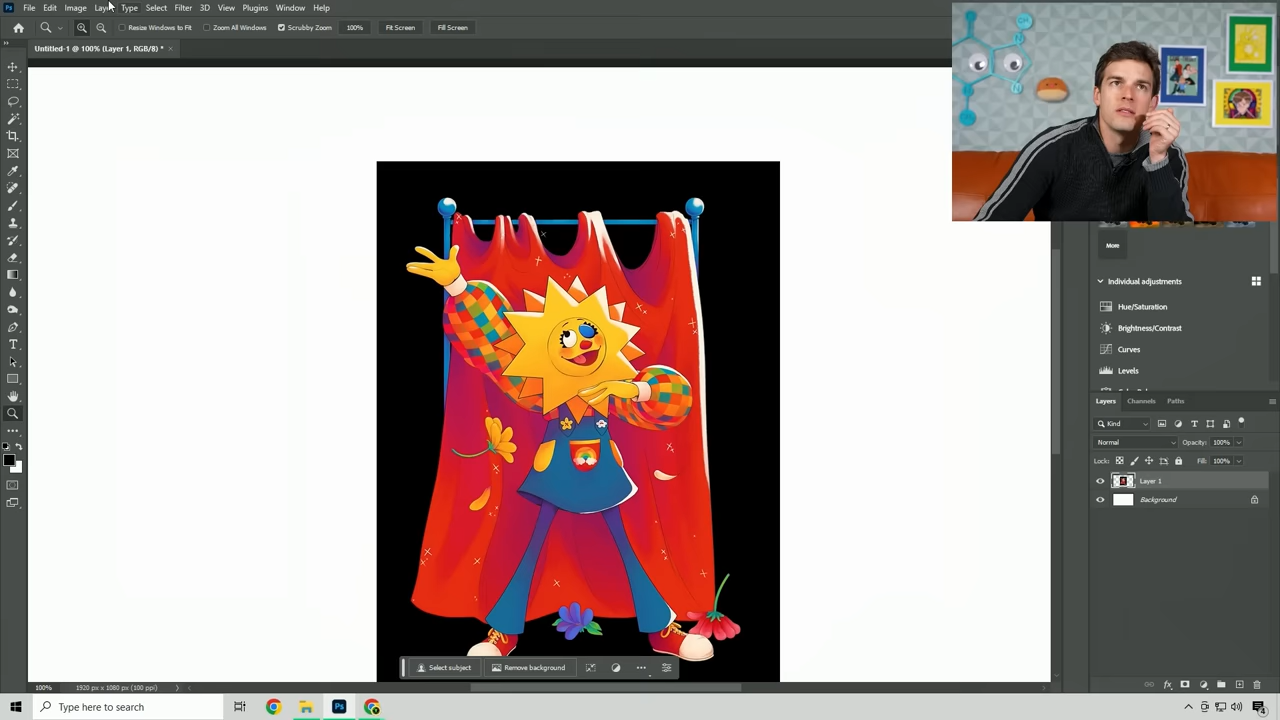 Ps File Edit Image Layer Type Select Filter 3D View Plugins Window Help
Resize Windows to Fit Zoom All Windows Scrubby Zoom 100% Fit Screen Fill Screen
Untitled-1 @ 100% (Layer 1, RGB/8) * ×
More
Individual adjustments
Hue/Saturation
Brightness/Contrast
Curves
Levels
Layers Channels Paths
Kind
Normal Opacity: 100%
Lock: Fill: 100%
Layer 1
Background
Select subject Remove background
100% 1920 px x 1080 px (100 ppi)
Type here to search
Ps
4